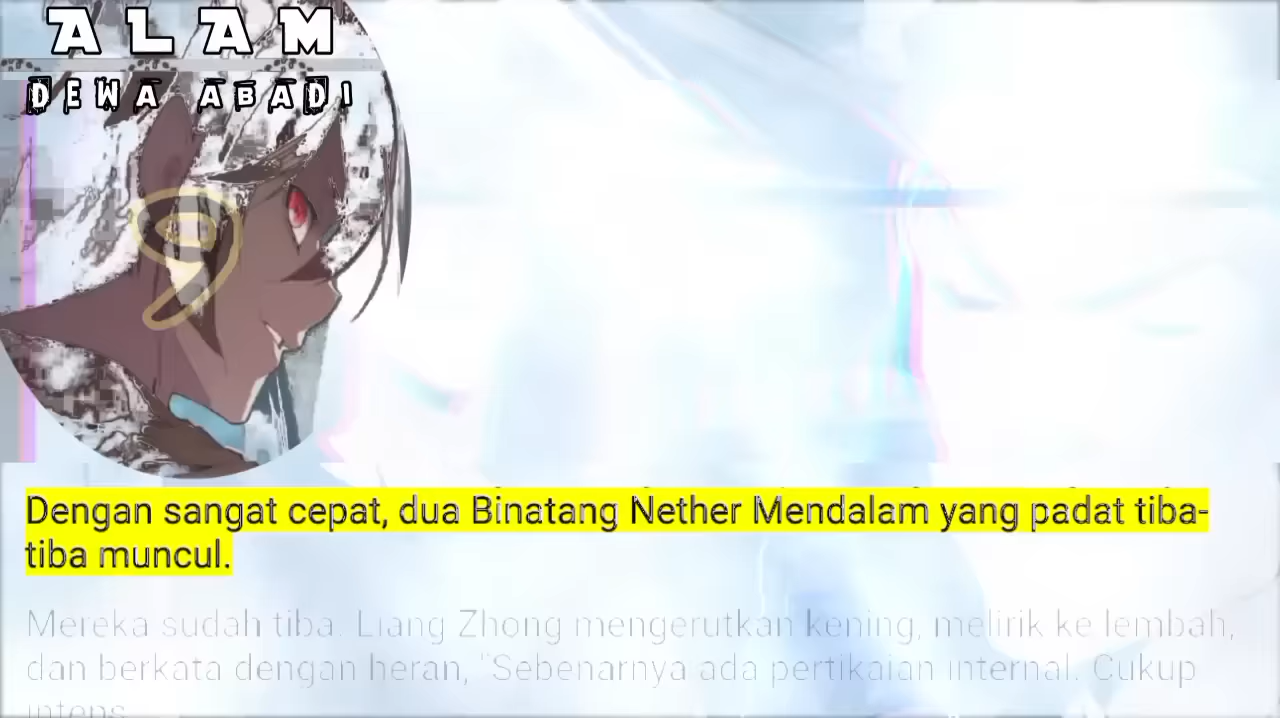 ALAM
DEWA ABADI
Dengan sangat cepat, dua Binatang Nether Mendalam yang padat tiba-
tiba muncul.
Mereka sudah tiba. Liang Zhong mengerutkan kening, melirik ke lembah,
dan berkata dengan heran, "Sebenarnya ada pertikaian internal. Cukup